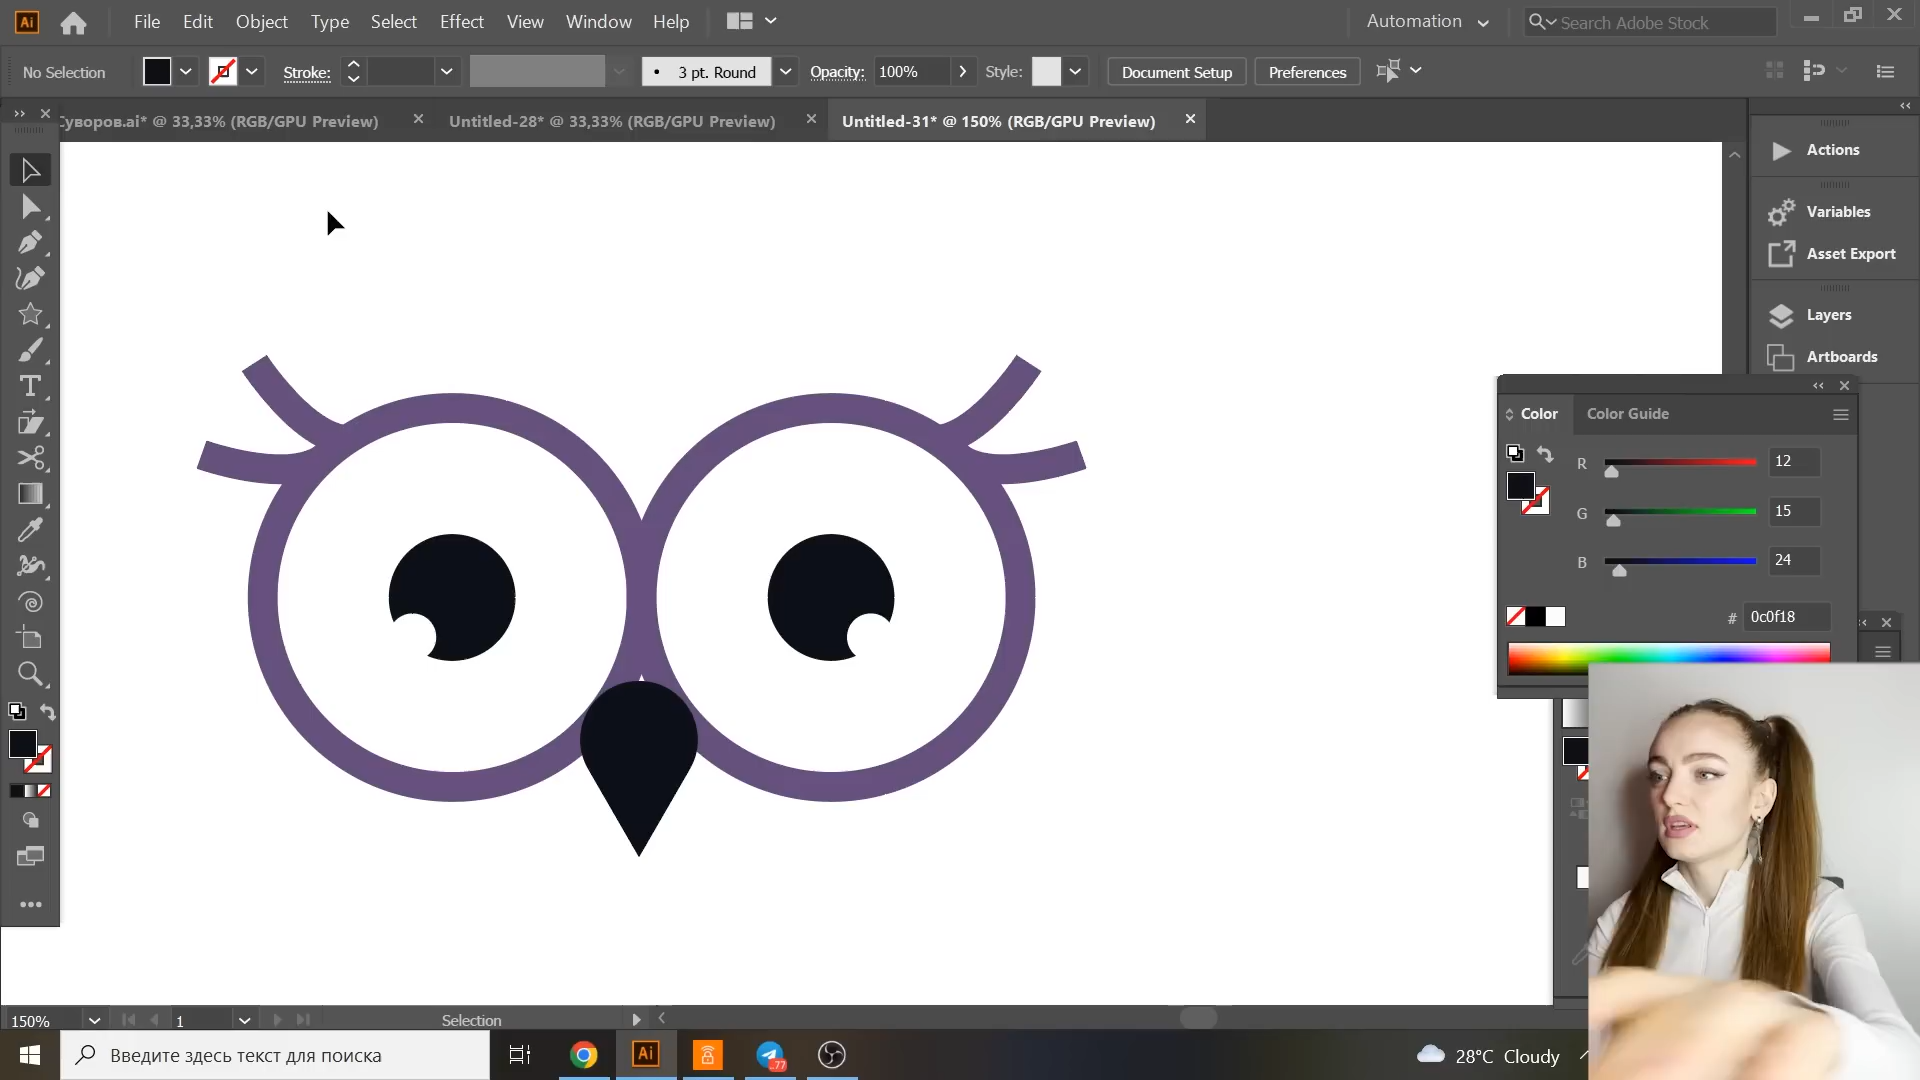 Ai File Edit Object Type Select Effect View Window Help Automation Search Adobe Stock
No Selection Stroke: 3 pt. Round Opacity: 100% Style: Document Setup Preferences
Суворов.ai* @ 33,33% (RGB/GPU Preview) Untitled-28* @ 33,33% (RGB/GPU Preview) Untitled-31* @ 150% (RGB/GPU Preview)
Actions
Variables
Asset Export
Layers
Artboards
Color Color Guide
R 12
G 15
B 24
# 0c0f18
150% 1 Selection
Введите здесь текст для поиска Ai 77 28°C Cloudy